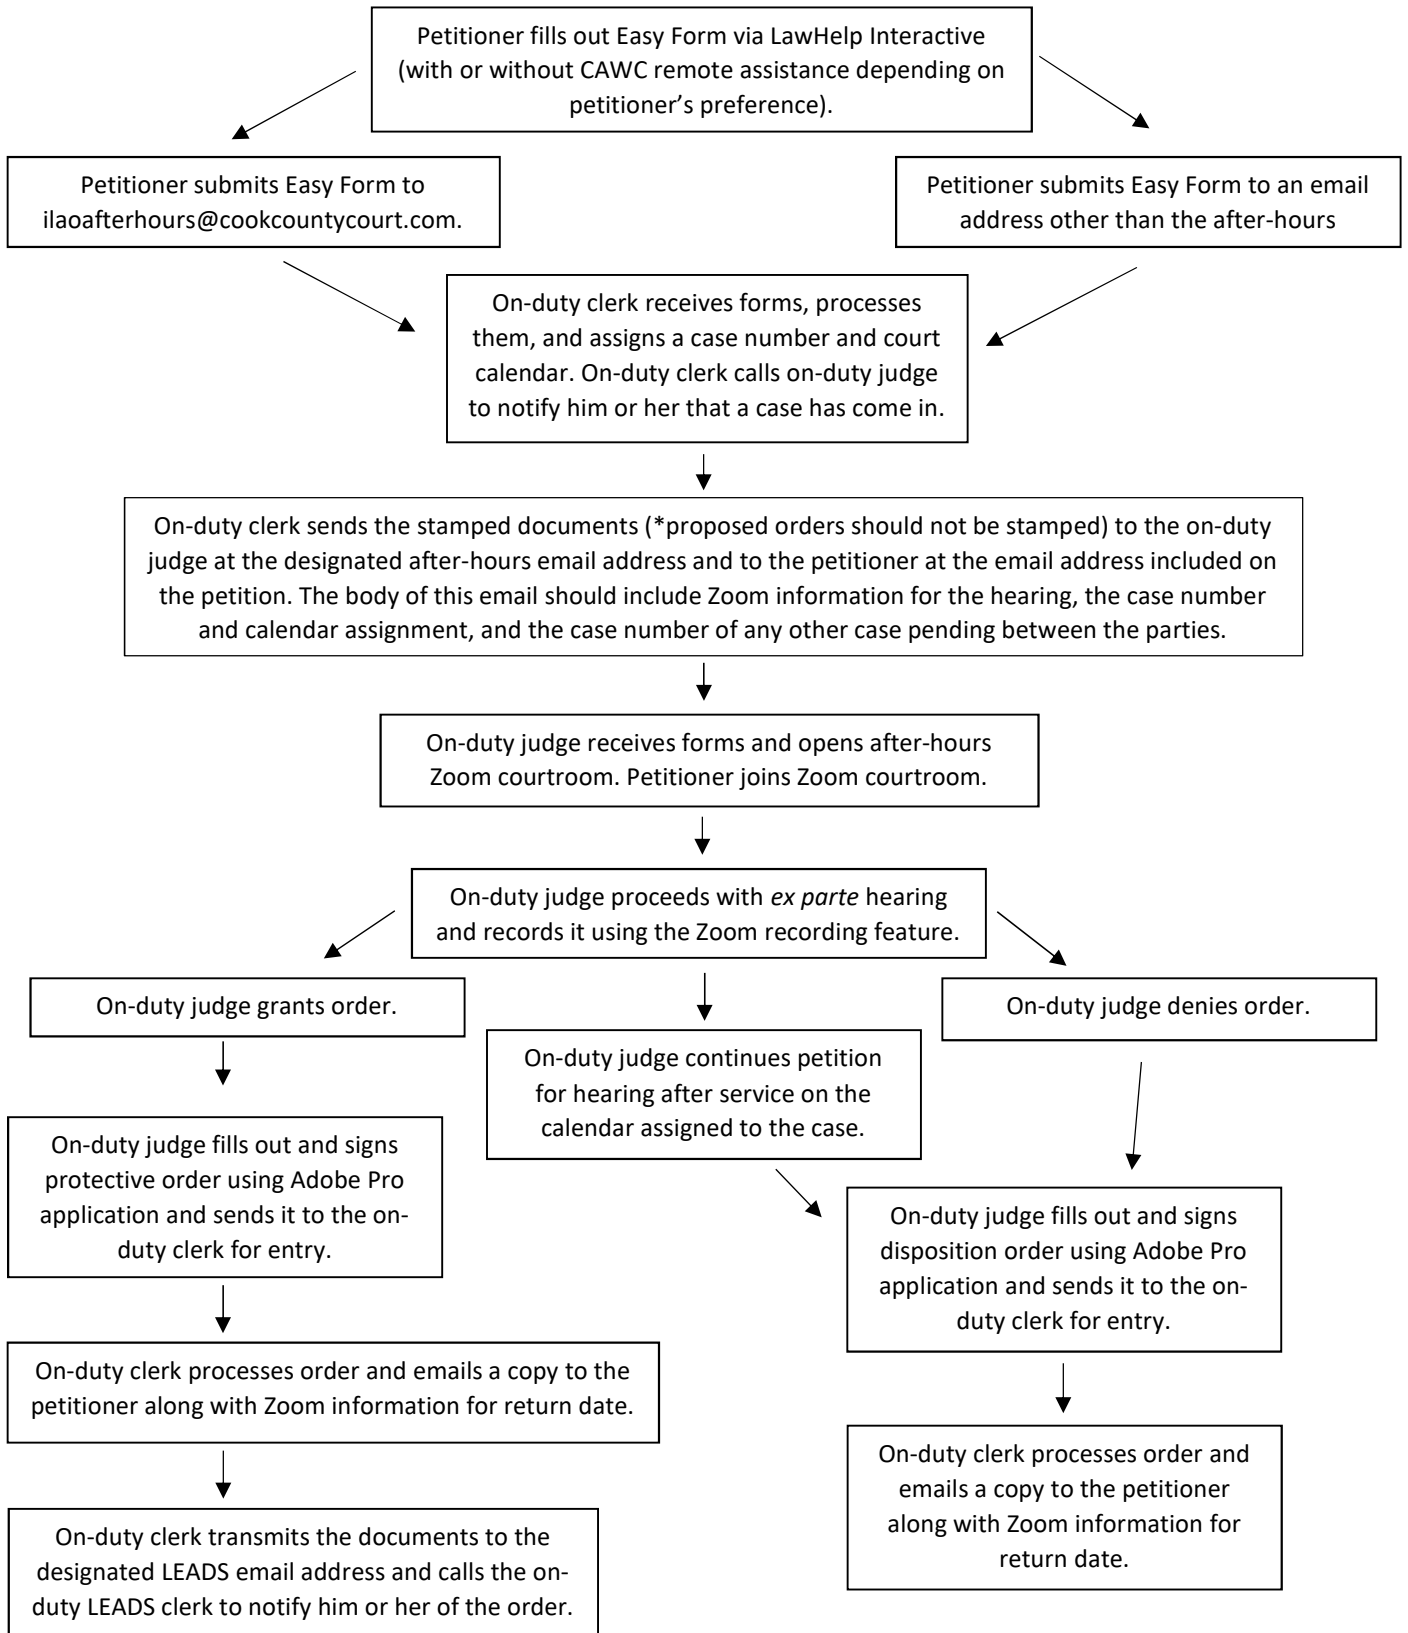 Petitioner fills out Easy Form via LawHelp Interactive
(with or without CAWC remote assistance depending on
petitioner’s preference).
Petitioner submits Easy Form to
ilaoafterhours@cookcountycourt.com.
Petitioner submits Easy Form to an email
address other than the after-hours
On-duty clerk receives forms, processes
them, and assigns a case number and court
calendar. On-duty clerk calls on-duty judge
to notify him or her that a case has come in.
On-duty clerk sends the stamped documents (*proposed orders should not be stamped) to the on-duty
judge at the designated after-hours email address and to the petitioner at the email address included on
the petition. The body of this email should include Zoom information for the hearing, the case number
and calendar assignment, and the case number of any other case pending between the parties.
On-duty judge receives forms and opens after-hours
Zoom courtroom. Petitioner joins Zoom courtroom.
On-duty judge proceeds with ex parte hearing
and records it using the Zoom recording feature.
On-duty judge grants order.
On-duty judge continues petition
for hearing after service on the
calendar assigned to the case.
On-duty judge denies order.
On-duty judge fills out and signs
protective order using Adobe Pro
application and sends it to the on-
duty clerk for entry.
On-duty judge fills out and signs
disposition order using Adobe Pro
application and sends it to the on-
duty clerk for entry.
On-duty clerk processes order and emails a copy to the
petitioner along with Zoom information for return date.
On-duty clerk processes order and
emails a copy to the petitioner
along with Zoom information for
return date.
On-duty clerk transmits the documents to the
designated LEADS email address and calls the on-
duty LEADS clerk to notify him or her of the order.